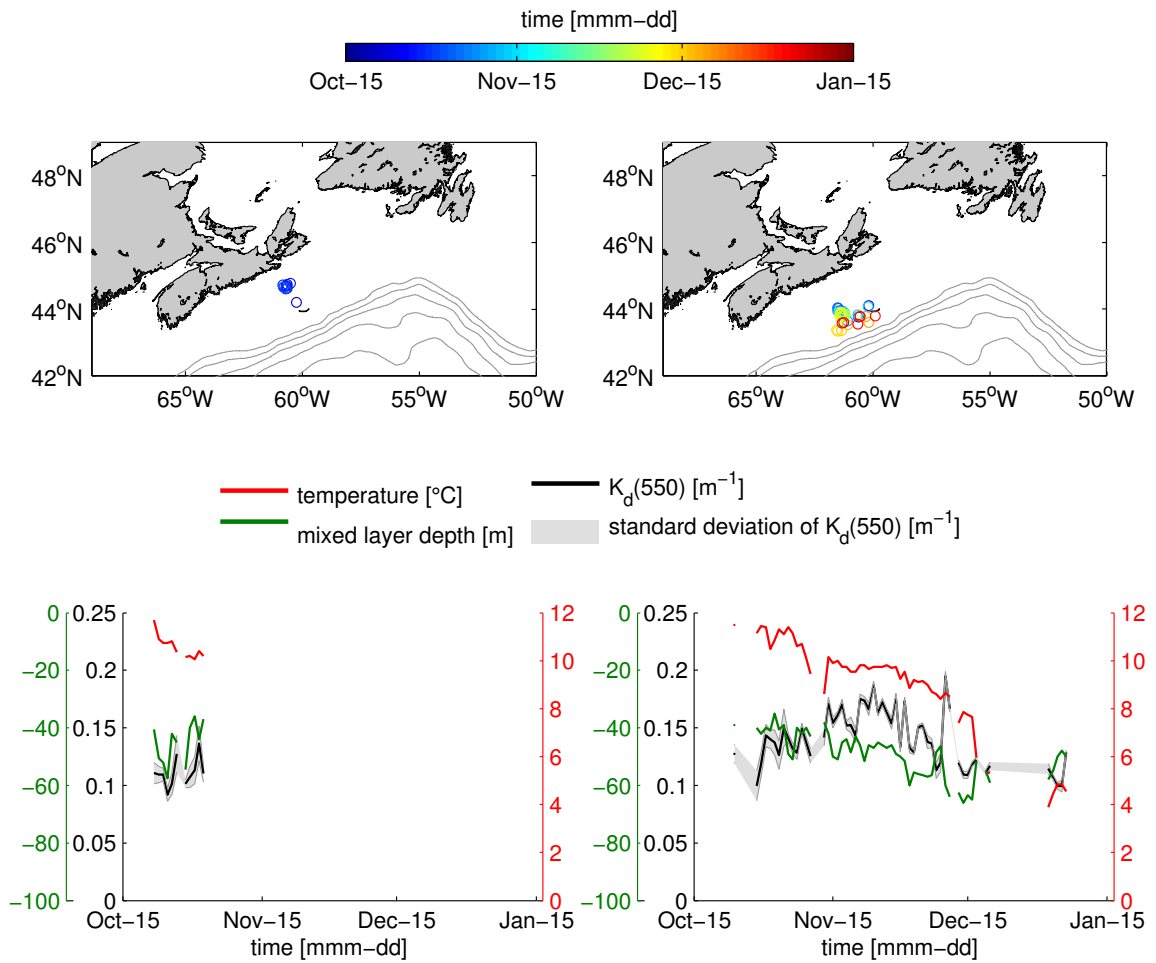 time [mmm−dd]
Oct−15 Nov−15 Dec−15 Jan−15
48°N 48°N
46°N 46°N
44°N 44°N
42°N 42°N
65°W 60°W 55°W 50°W 65°W 60°W 55°W 50°W
temperature [°C] K_d(550) [m⁻¹]
mixed layer depth [m] standard deviation of K_d(550) [m⁻¹]
0 0.25 12 0 0.25 12
10 10
−20 0.2 −20 0.2
8 8
−40 0.15 −40 0.15
6 6
−60 0.1 −60 0.1
4 4
−80 0.05 −80 0.05
2 2
−100 0 0 −100 0 0
Oct−15 Nov−15 Dec−15 Jan−15 Oct−15 Nov−15 Dec−15 Jan−15
time [mmm−dd] time [mmm−dd]